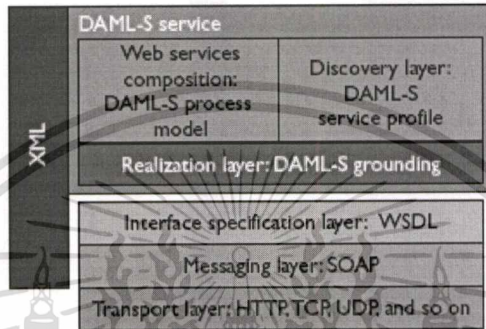 DAML-S service
Web services
composition:
DAML-S process
model
Discovery layer:
DAML-S
service profile
XML
Realization layer: DAML-S grounding
Interface specification layer: WSDL
Messaging layer: SOAP
Transport layer: HTTP, TCP, UDP, and so on